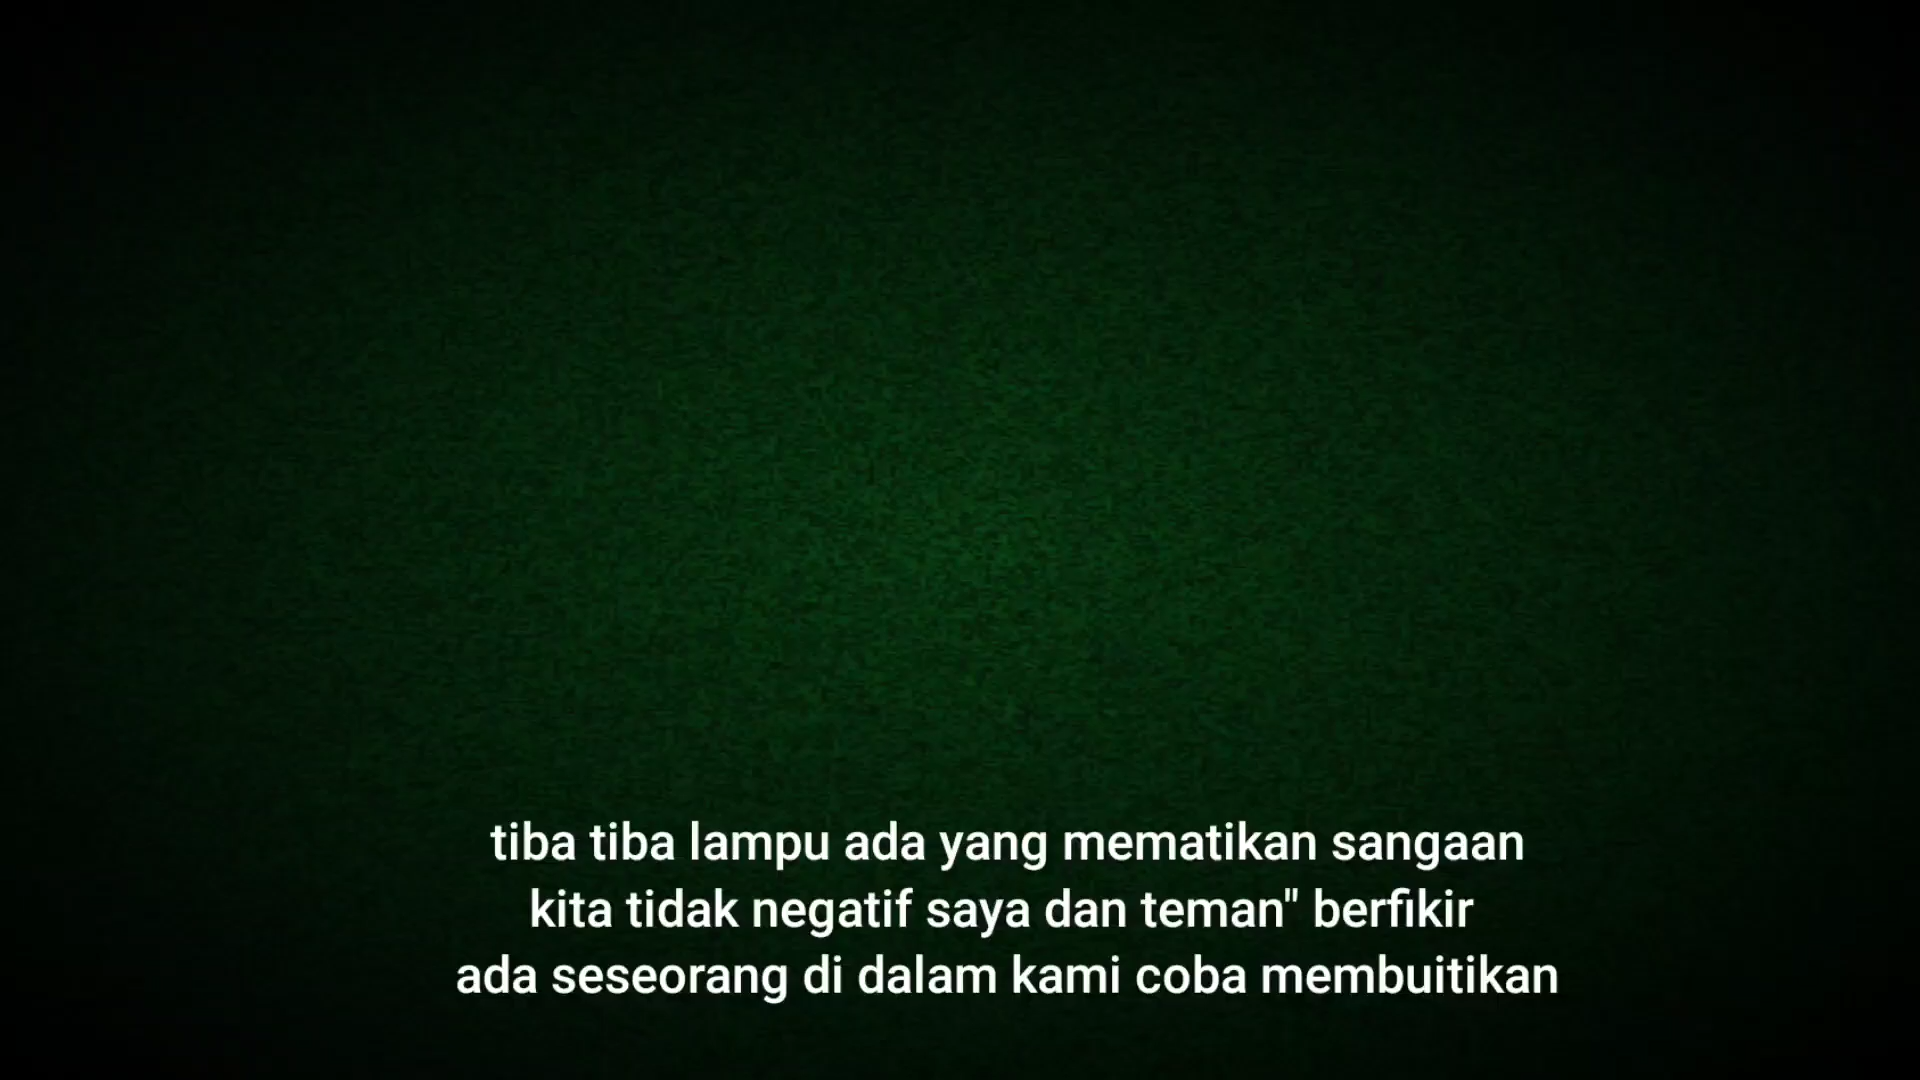 tiba tiba lampu ada yang mematikan sangaan
kita tidak negatif saya dan teman" berfikir
ada seseorang di dalam kami coba membuitikan